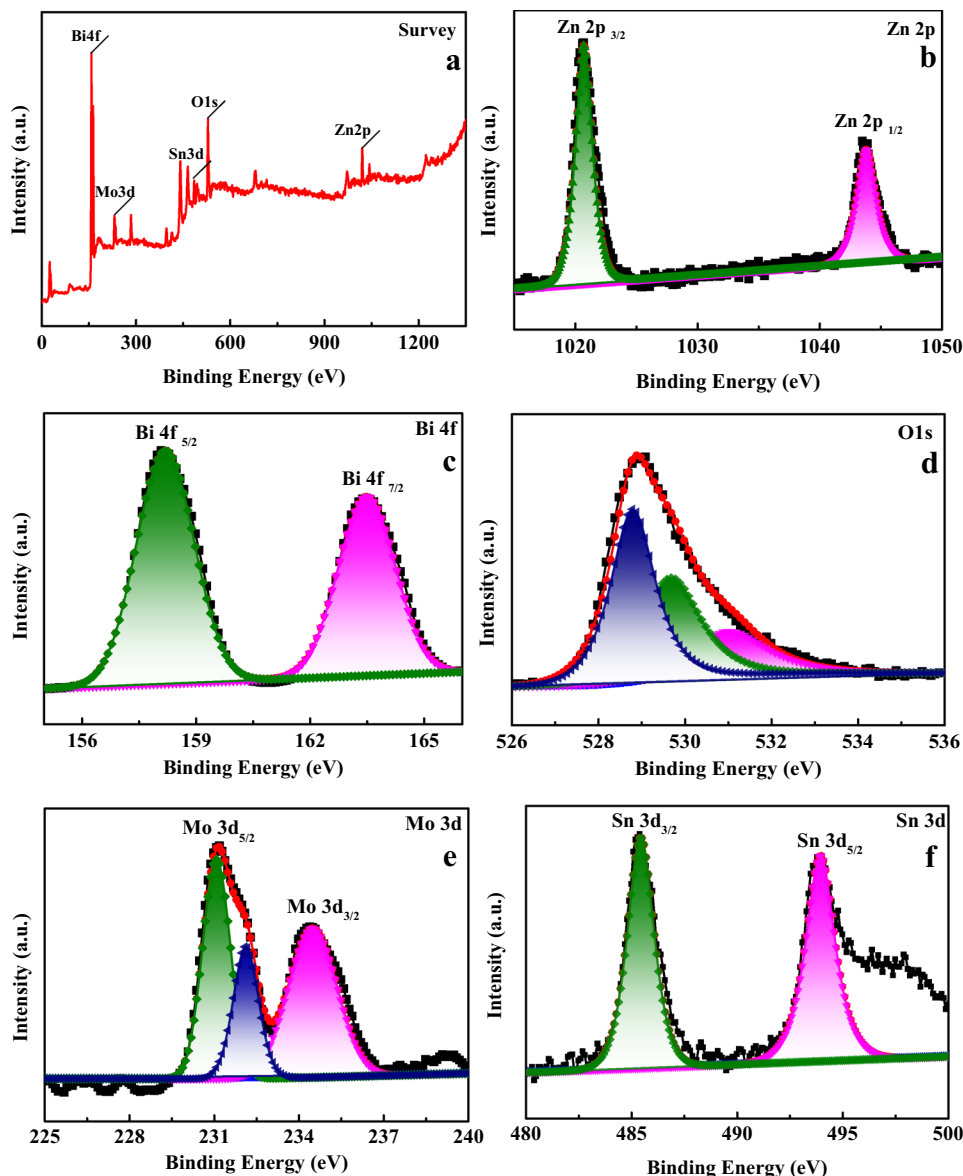 Survey
a
Bi4f
O1s
Sn3d
Mo3d
Zn2p
Intensity (a.u.)
0 300 600 900 1200
Binding Energy (eV)
Zn 2p 3/2
Zn 2p
b
Zn 2p 1/2
Intensity (a.u.)
1020 1030 1040 1050
Binding Energy (eV)
Bi 4f 5/2
Bi 4f
c
Bi 4f 7/2
Intensity (a.u.)
156 159 162 165
Binding Energy (eV)
O1s
d
Intensity (a.u.)
526 528 530 532 534 536
Binding Energy (eV)
Mo 3d5/2
Mo 3d
e
Mo 3d3/2
Intensity (a.u.)
225 228 231 234 237 240
Binding Energy (eV)
Sn 3d3/2
Sn 3d
Sn 3d5/2
f
Intensity (a.u.)
480 485 490 495 500
Binding Energy (eV)